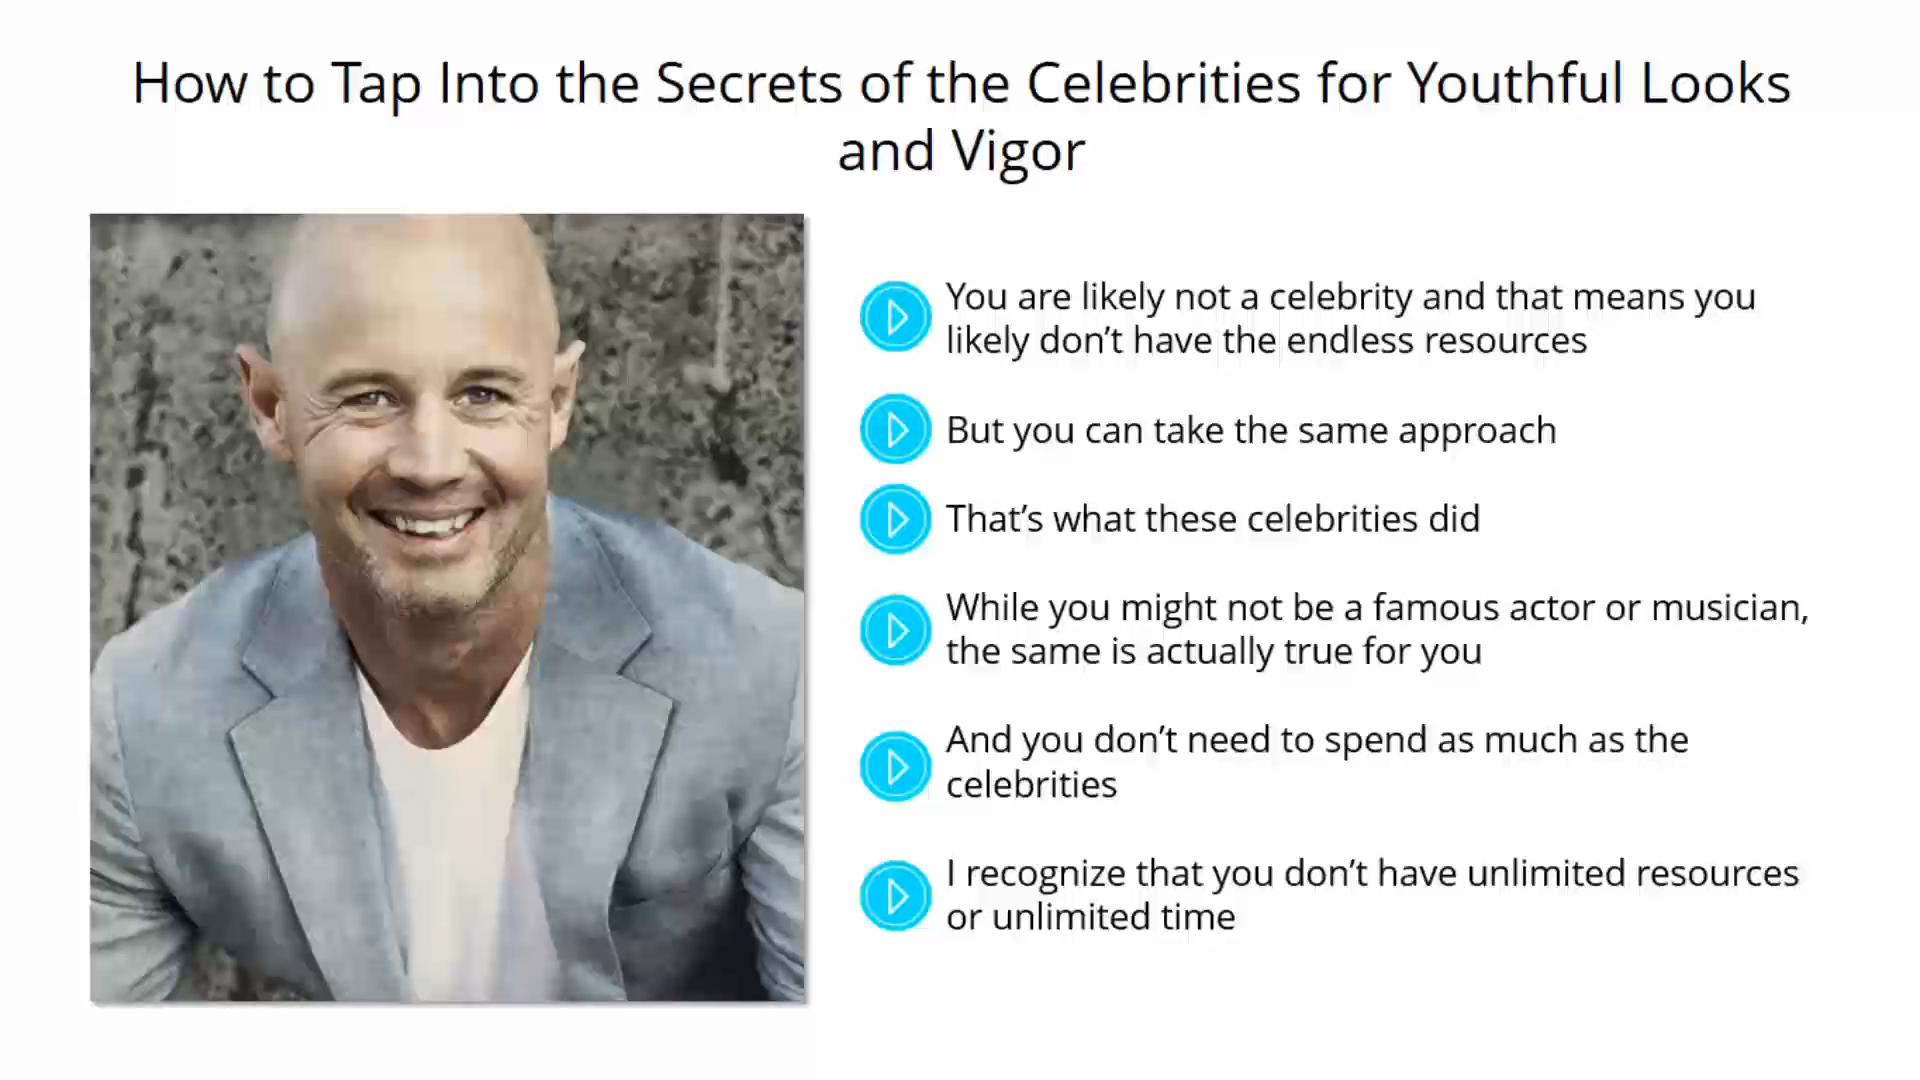 How to Tap Into the Secrets of the Celebrities for Youthful Looks
and Vigor
You are likely not a celebrity and that means you
likely don’t have the endless resources
But you can take the same approach
That’s what these celebrities did
While you might not be a famous actor or musician,
the same is actually true for you
And you don’t need to spend as much as the
celebrities
I recognize that you don’t have unlimited resources
or unlimited time